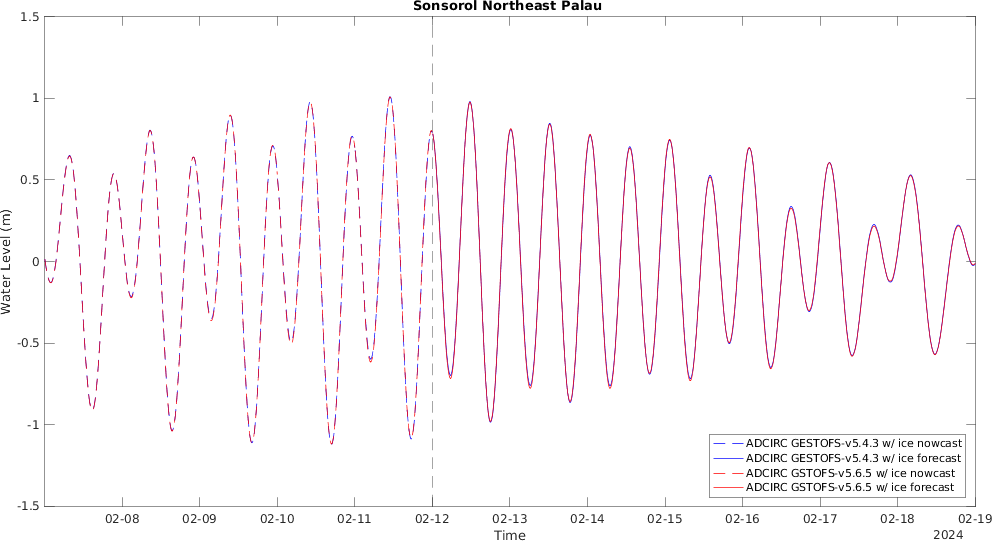 Sonsorol Northeast Palau
1.5
1
0.5
0
-0.5
-1
-1.5
Water Level (m)
ADCIRC GESTOFS-v5.4.3 w/ ice nowcast
ADCIRC GESTOFS-v5.4.3 w/ ice forecast
ADCIRC GSTOFS-v5.6.5 w/ ice nowcast
ADCIRC GSTOFS-v5.6.5 w/ ice forecast
02-08 02-09 02-10 02-11 02-12 02-13 02-14 02-15 02-16 02-17 02-18 02-19
Time
2024